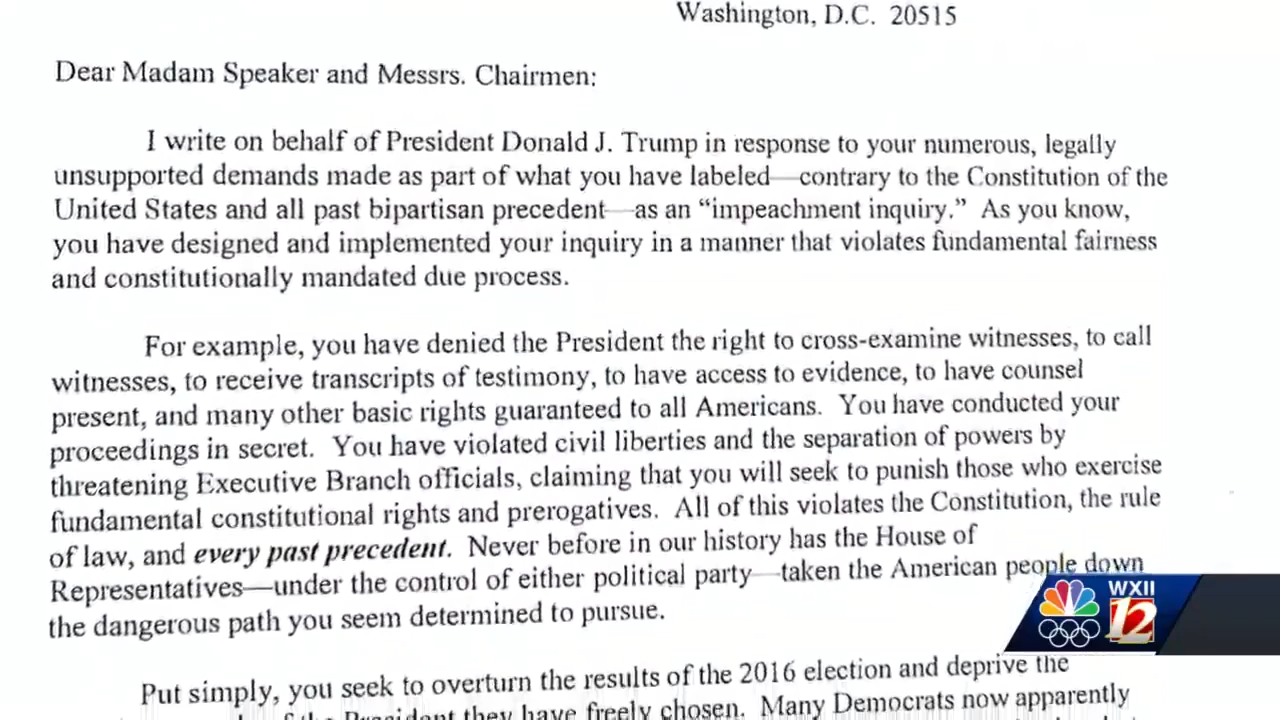 Washington, D.C. 20515
Dear Madam Speaker and Messrs. Chairmen:
I write on behalf of President Donald J. Trump in response to your numerous, legally
unsupported demands made as part of what you have labeled—contrary to the Constitution of the
United States and all past bipartisan precedent—as an “impeachment inquiry.” As you know,
you have designed and implemented your inquiry in a manner that violates fundamental fairness
and constitutionally mandated due process.
For example, you have denied the President the right to cross-examine witnesses, to call
witnesses, to receive transcripts of testimony, to have access to evidence, to have counsel
present, and many other basic rights guaranteed to all Americans. You have conducted your
proceedings in secret. You have violated civil liberties and the separation of powers by
threatening Executive Branch officials, claiming that you will seek to punish those who exercise
fundamental constitutional rights and prerogatives. All of this violates the Constitution, the rule
of law, and every past precedent. Never before in our history has the House of
Representatives—under the control of either political party—taken the American people down
the dangerous path you seem determined to pursue.
WXII
12
Put simply, you seek to overturn the results of the 2016 election and deprive the
President they have freely chosen. Many Democrats now apparently